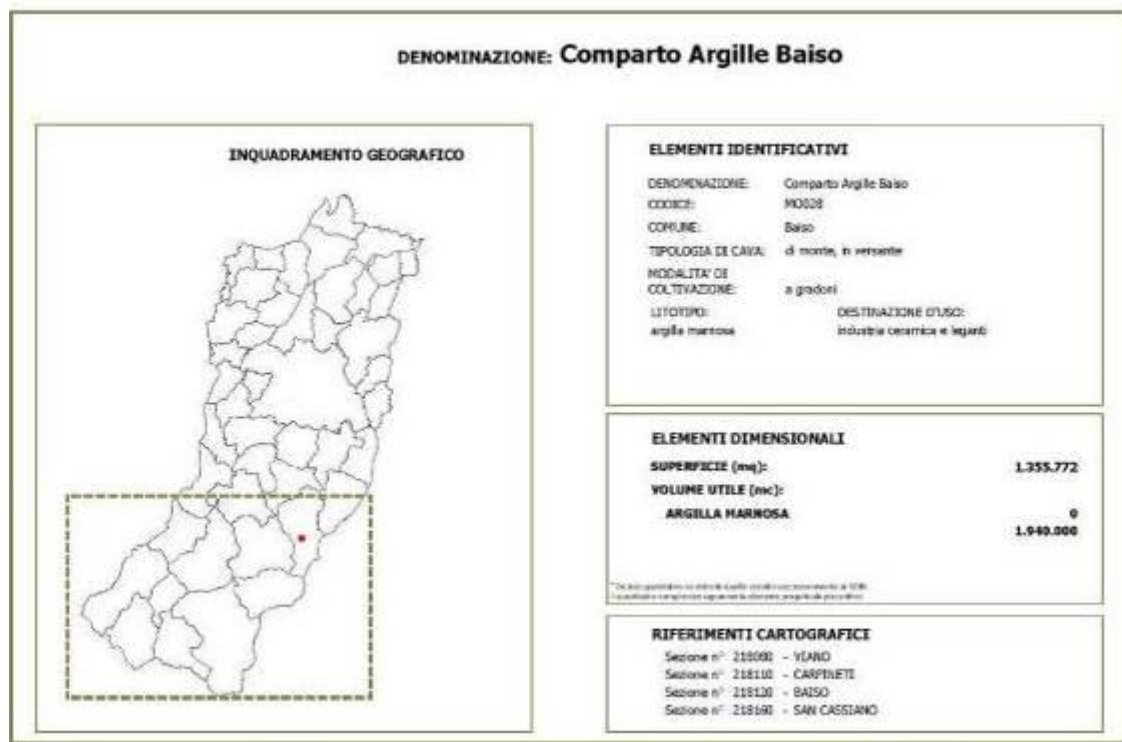 DENOMINAZIONE: Comparto Argille Baiso
INQUADRAMENTO GEOGRAFICO
ELEMENTI IDENTIFICATIVI
DENOMINAZIONE: Comparto Argille Baiso
CODICE: MO028
COMUNE: Baiso
TIPOLOGIA DI CAVA: di monte, in versante
MODALITA' DI
COLTIVAZIONE: a gradoni
LITOTIPO: DESTINAZIONE D'USO:
argilla marnosa industria ceramica e leganti
ELEMENTI DIMENSIONALI
SUPERFICIE (mq): 1.355.772
VOLUME UTILE (mc):
ARGILLA MARNOSA 0
1.940.000
RIFERIMENTI CARTOGRAFICI
Sezione n° 218080 - VIANO
Sezione n° 218110 - CARPINETI
Sezione n° 218120 - BAISO
Sezione n° 218160 - SAN CASSIANO